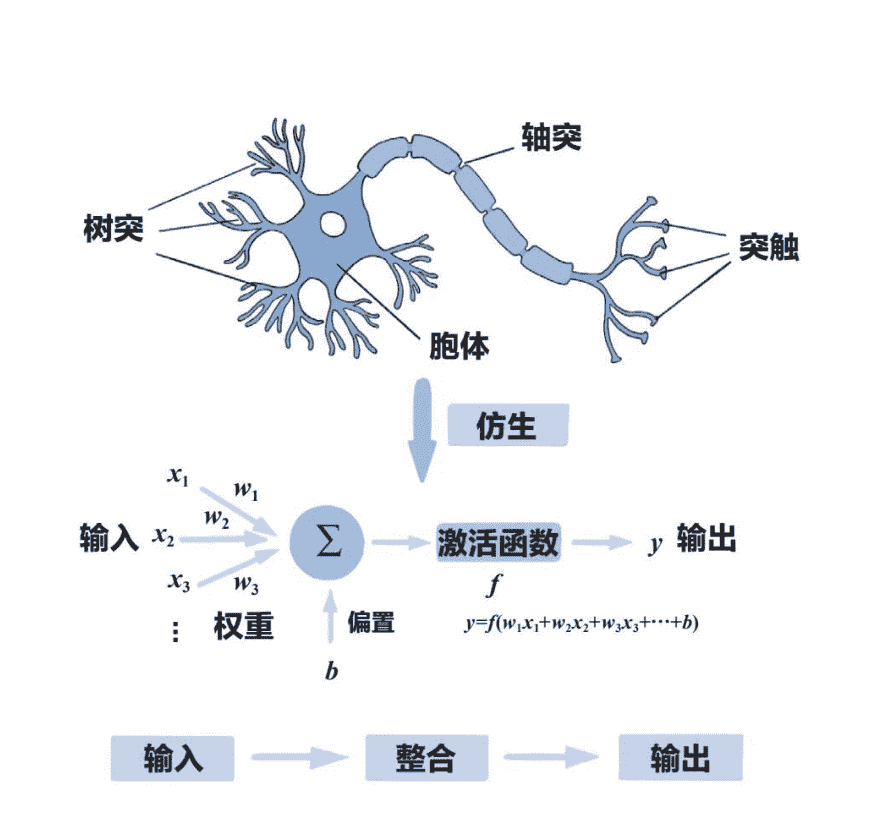 轴突
树突
突触
胞体
仿生
x₁ w₁
输入 x₂ w₂ Σ 激活函数 y 输出
x₃ w₃ f
⋮ 权重 偏置 y=f(w₁x₁+w₂x₂+w₃x₃+⋯+b)
b
输入 整合 输出